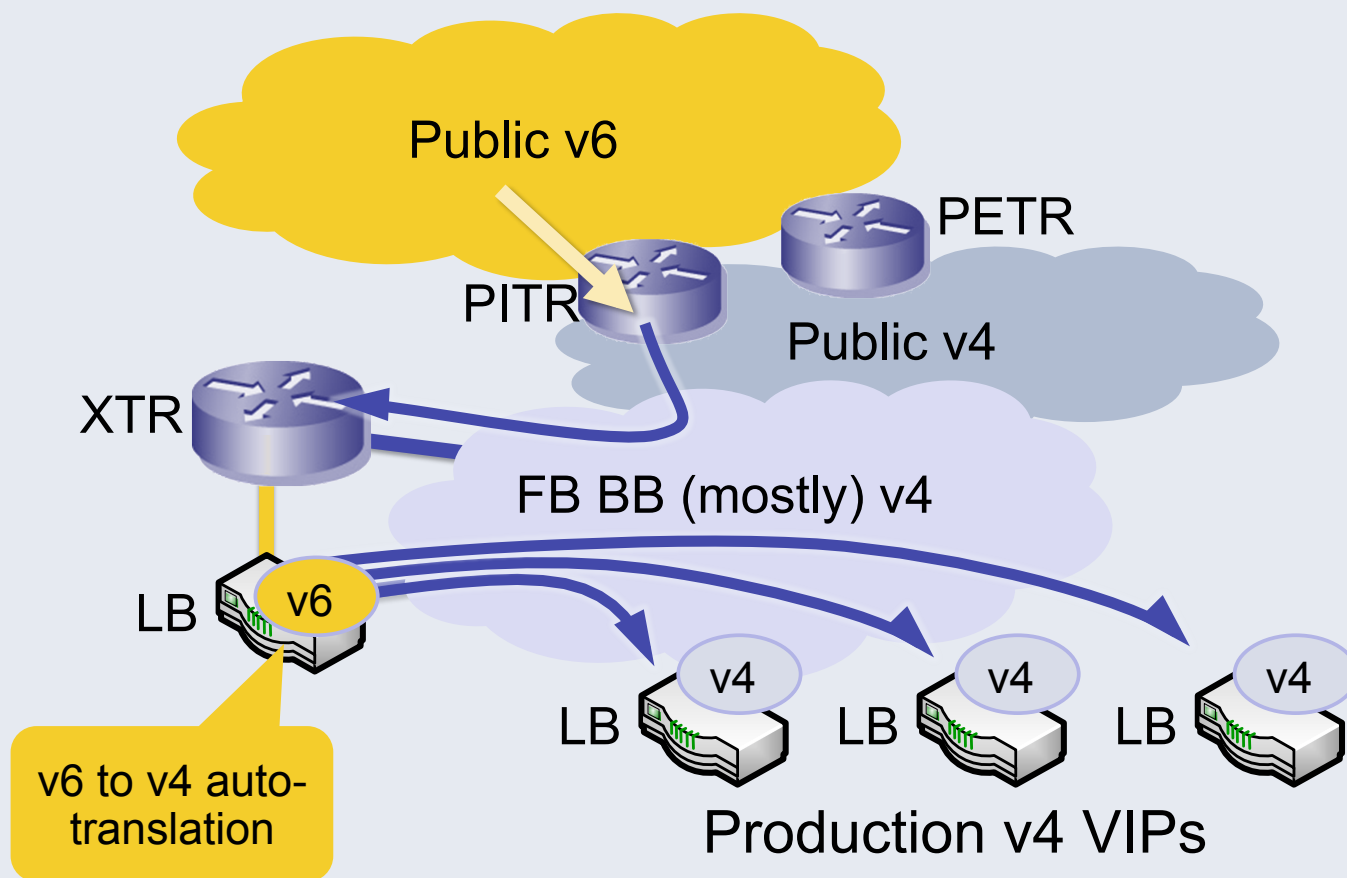 Public v6
PETR
PITR
Public v4
XTR
FB BB (mostly) v4
v6
LB
v4
v4
v4
LB
LB
LB
v6 to v4 auto-
translation
Production v4 VIPs